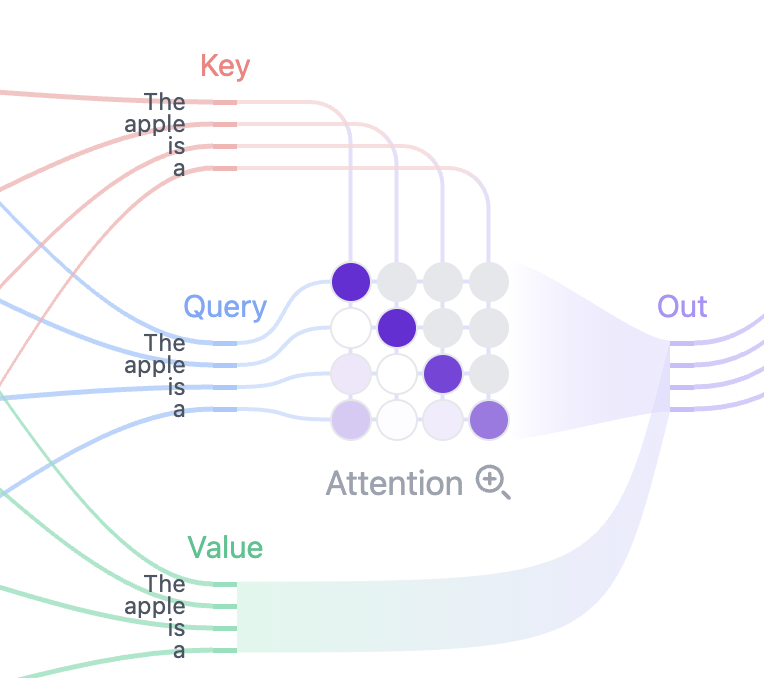 Key
The
apple
is
a
Query
The
apple
is
a
Out
Attention
Value
The
apple
is
a